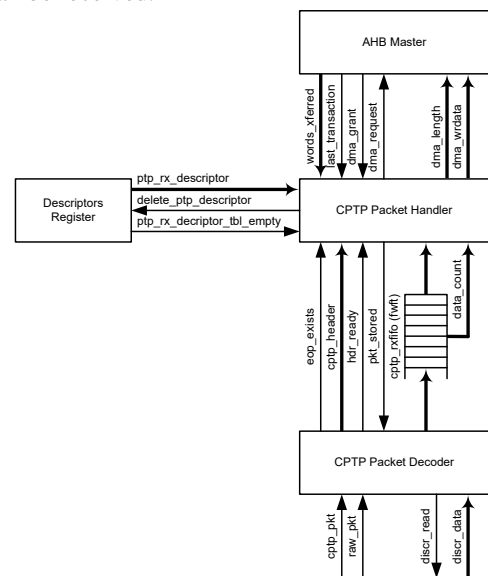 AHB Master
words_xferred
last_transaction
dma_grant
dma_request
dma_length
dma_wrdata
ptp_rx_descriptor
delete_ptp_descriptor
ptp_rx_decriptor_tbl_empty
Descriptors
Register
CPTP Packet Handler
eop_exists
cptp_header
hdr_ready
pkt_stored
cptp_rxfifo (fwft)
data_count
CPTP Packet Decoder
cptp_pkt
raw_pkt
discr_read
discr_data